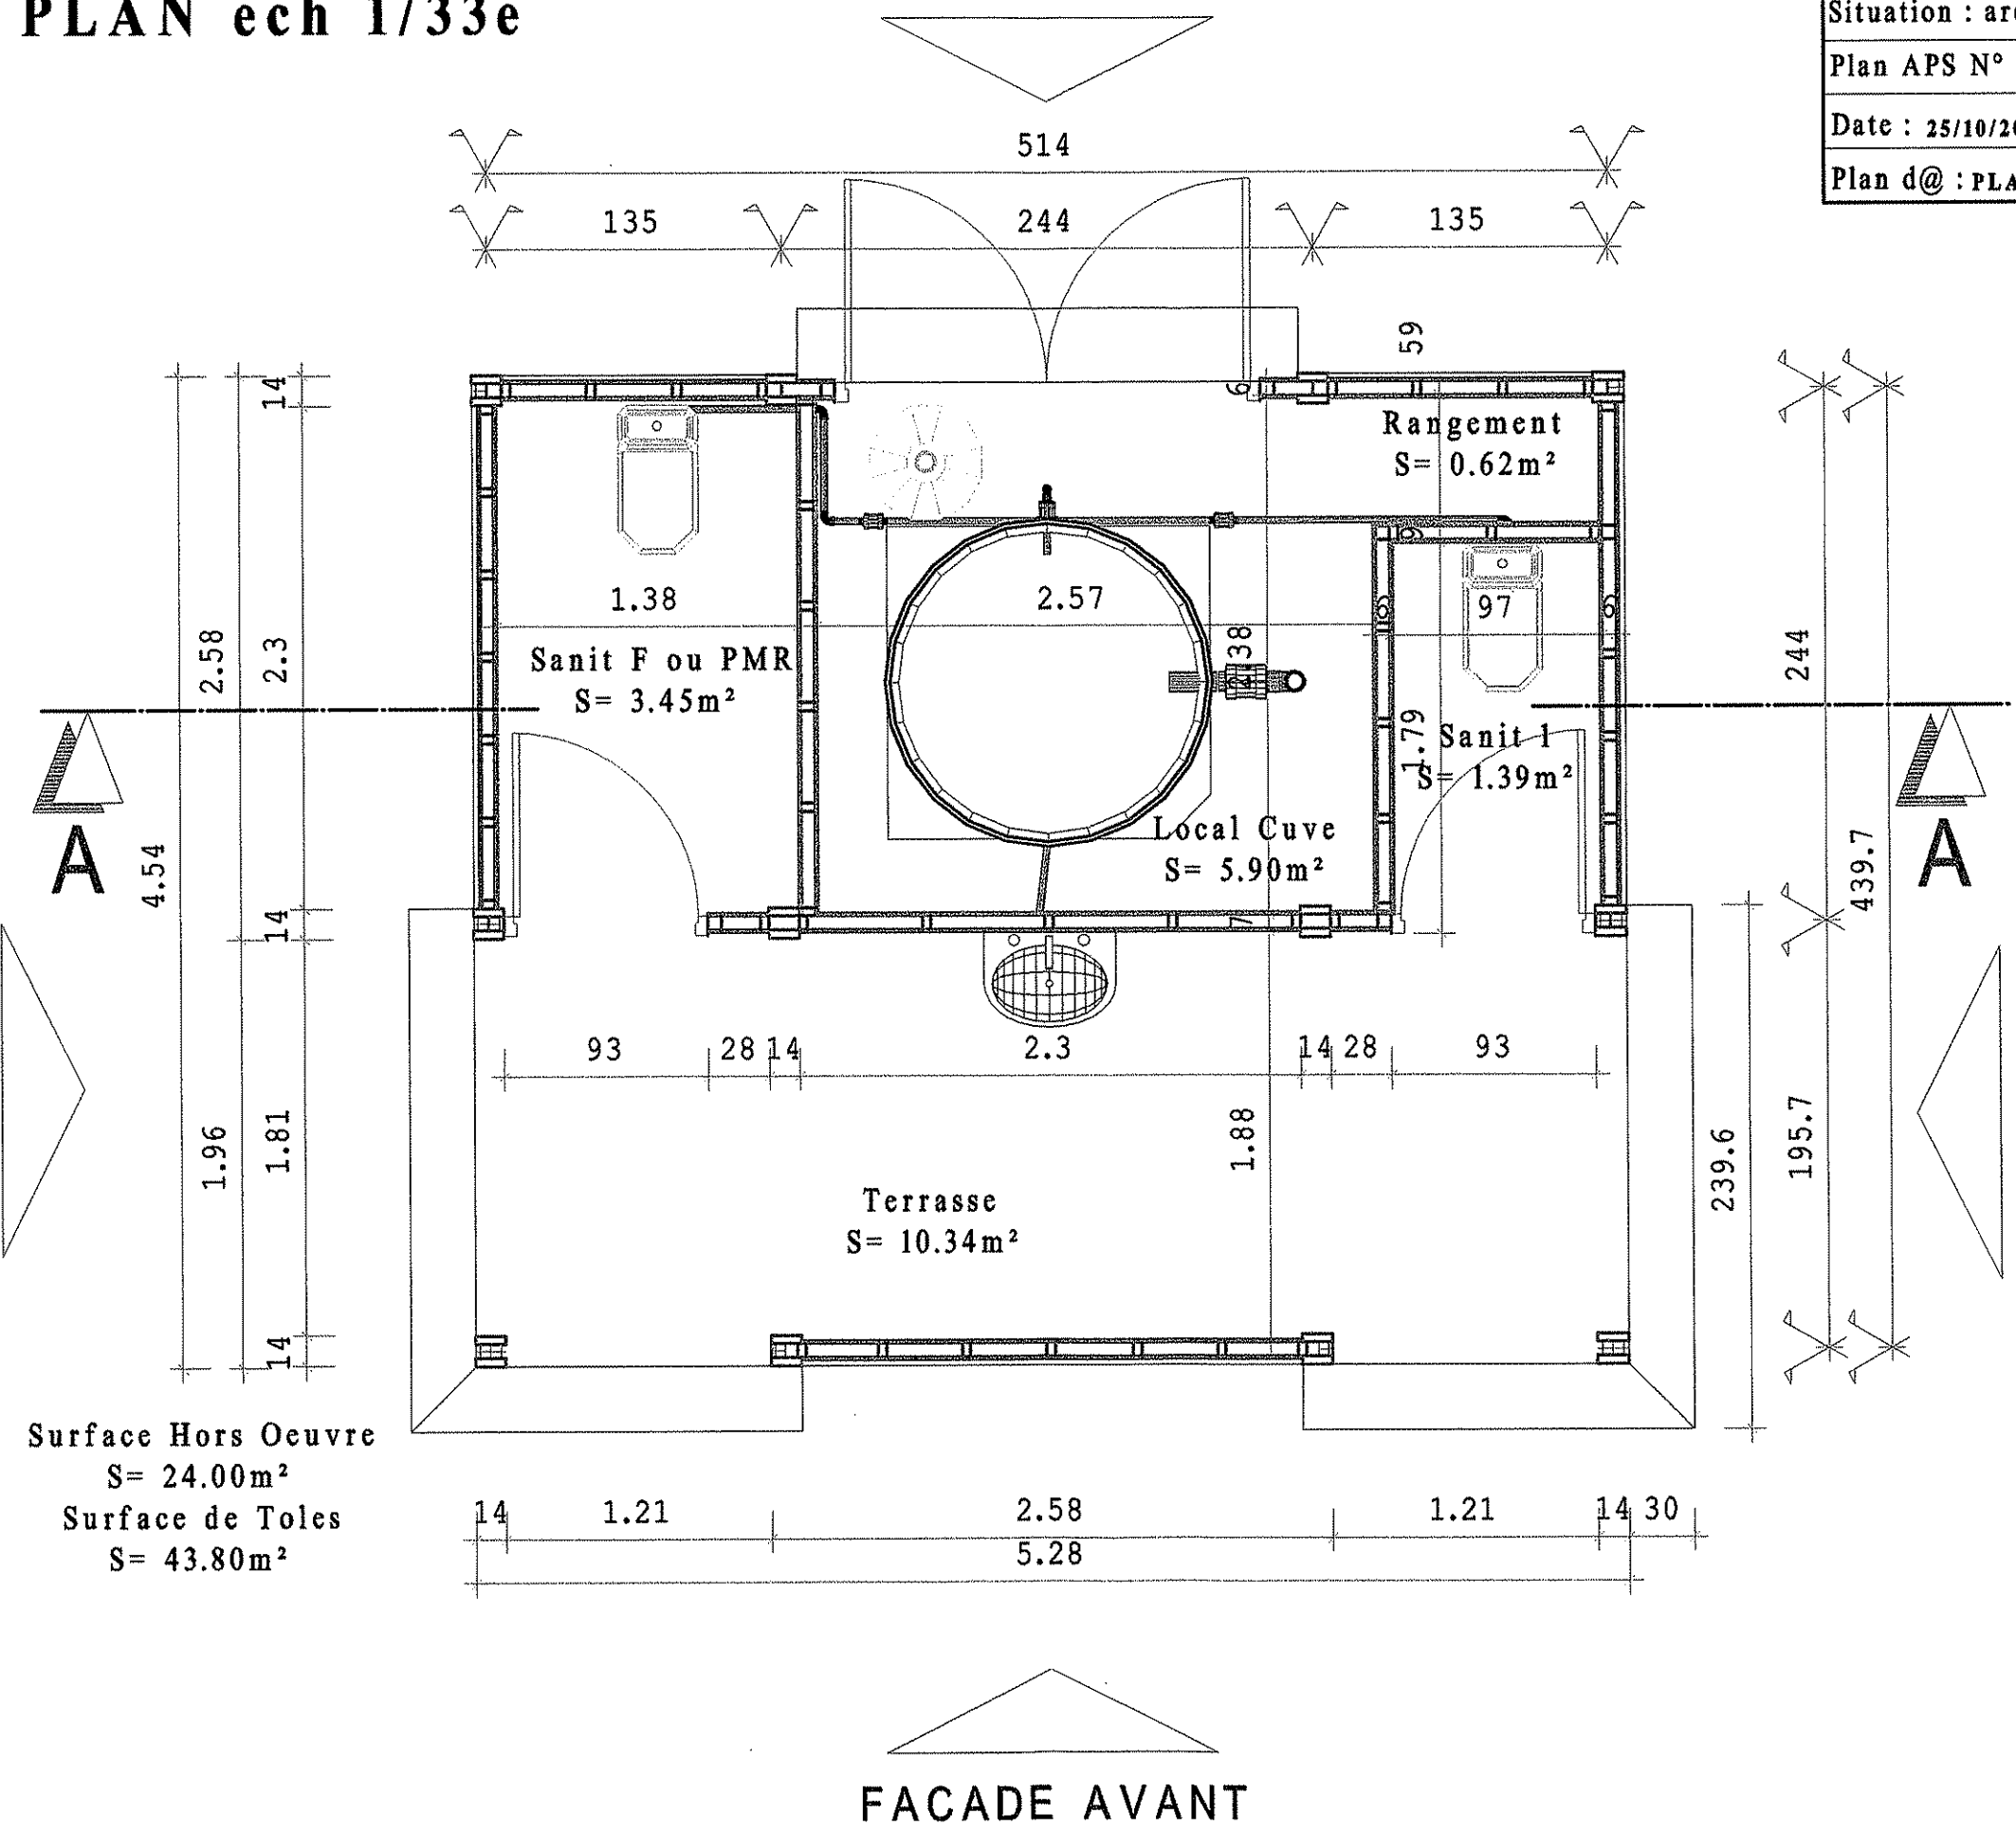 PLAN ech 1/33e
Situation :
Plan APS N°
Date :
Plan d@ :
514
135
244
135
59
6
14
Rangement
S= 0.62m²
9
1.38
2.57
6
97
6
2.38
Sanit F ou PMR
S= 3.45m²
2.58
2.3
244
1.79
Sanit 1
S= 1.39m²
Local Cuve
S= 5.90m²
A
A
4.54
439.7
14
7
93
28
14
2.3
14
28
93
1.96
1.81
1.88
239.6
195.7
Terrasse
S= 10.34m²
14
Surface Hors Oeuvre
S= 24.00m²
Surface de Toles
S= 43.80m²
14
1.21
2.58
1.21
14
30
5.28
FACADE AVANT